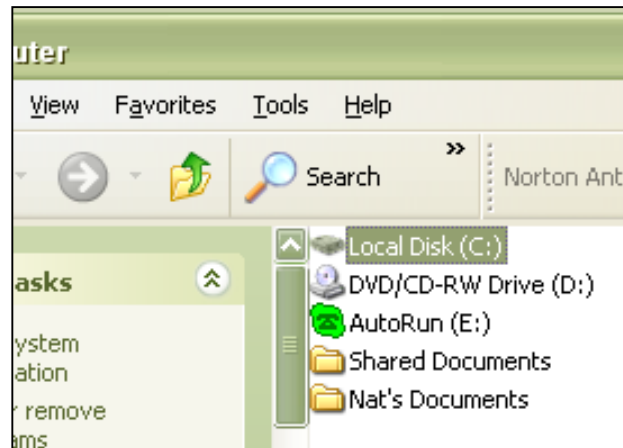 uter
View Favorites Tools Help
Search » Norton Ant
Local Disk (C:)
asks
DVD/CD-RW Drive (D:)
AutoRun (E:)
ystem
Shared Documents
ation
Nat's Documents
r remove
ams